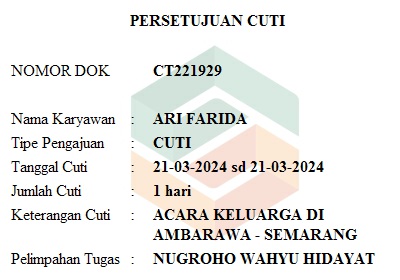 PERSETUJUAN CUTI
NOMOR DOK CT221929
Nama Karyawan : ARI FARIDA
Tipe Pengajuan : CUTI
Tanggal Cuti : 21-03-2024 sd 21-03-2024
Jumlah Cuti : 1 hari
Keterangan Cuti : ACARA KELUARGA DI
AMBARAWA - SEMARANG
Pelimpahan Tugas : NUGROHO WAHYU HIDAYAT